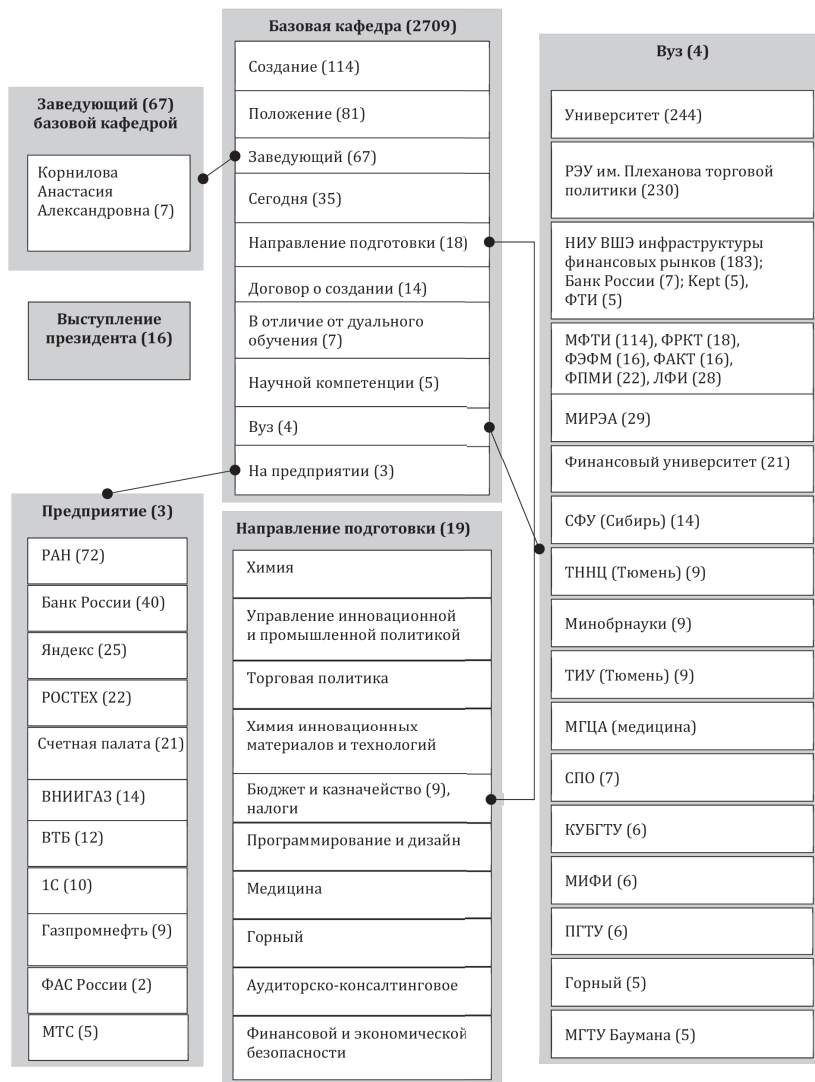 Базовая кафедра (2709)
Создание (114)
Положение (81)
Заведующий (67)
Сегодня (35)
Направление подготовки (18)
Договор о создании (14)
В отличие от дуального
обучения (7)
Научной компетенции (5)
Вуз (4)
На предприятии (3)
Заведующий (67)
базовой кафедрой
Корнилова
Анастасия
Александровна (7)
Выступление
президента (16)
Предприятие (3)
РАН (72)
Банк России (40)
Яндекс (25)
РОСТЕХ (22)
Счетная палата (21)
ВНИИГАЗ (14)
ВТБ (12)
1С (10)
Газпромнефть (9)
ФАС России (2)
МТС (5)
Направление подготовки (19)
Химия
Управление инновационной
и промышленной политикой
Торговая политика
Химия инновационных
материалов и технологий
Бюджет и казначейство (9),
налоги
Программирование и дизайн
Медицина
Горный
Аудиторско-консалтинговое
Финансовой и экономической
безопасности
Вуз (4)
Университет (244)
РЭУ им. Плеханова торговой
политики (230)
НИУ ВШЭ инфраструктуры
финансовых рынков (183);
Банк России (7); Kept (5),
ФТИ (5)
МФТИ (114), ФРКТ (18),
ФЭФМ (16), ФАКТ (16),
ФПМИ (22), ЛФИ (28)
МИРЭА (29)
Финансовый университет (21)
СФУ (Сибирь) (14)
ТННЦ (Тюмень) (9)
Минобрнауки (9)
ТИУ (Тюмень) (9)
МГЦА (медицина)
СПО (7)
КУБГТУ (6)
МИФИ (6)
ПГТУ (6)
Горный (5)
МГТУ Баумана (5)